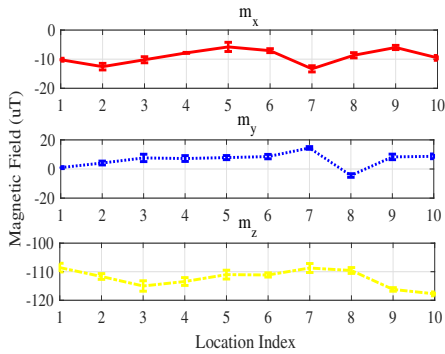 m_x
0
-10
-20
1 2 3 4 5 6 7 8 9 10
m_y
20
0
-20
1 2 3 4 5 6 7 8 9 10
m_z
-100
-110
-120
1 2 3 4 5 6 7 8 9 10
Magnetic Field (uT)
Location Index